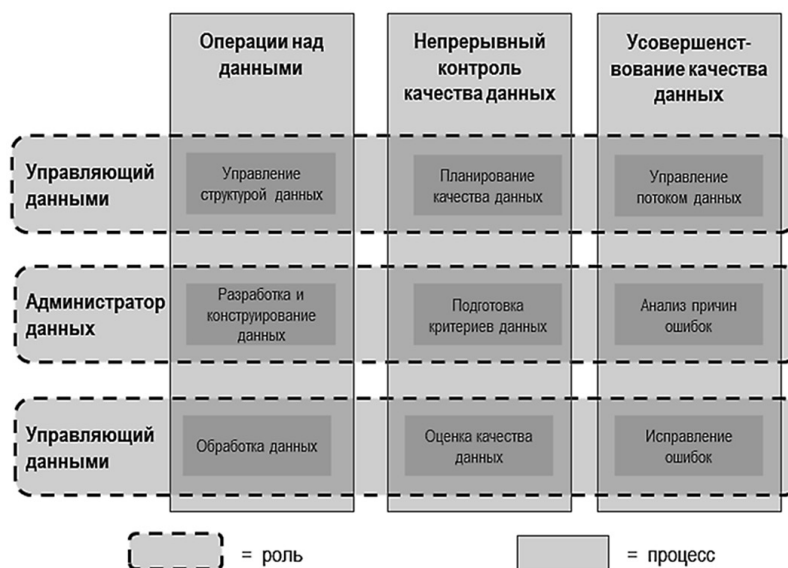 Операции над
данными
Непрерывный
контроль
качества данных
Усовершенст-
вование качества
данных
Управляющий
данными
Управление
структурой данных
Планирование
качества данных
Управление
потоком данных
Администратор
данных
Разработка и
конструирование
данных
Подготовка
критериев данных
Анализ причин
ошибок
Управляющий
данными
Обработка данных
Оценка качества
данных
Исправление
ошибок
= роль
= процесс